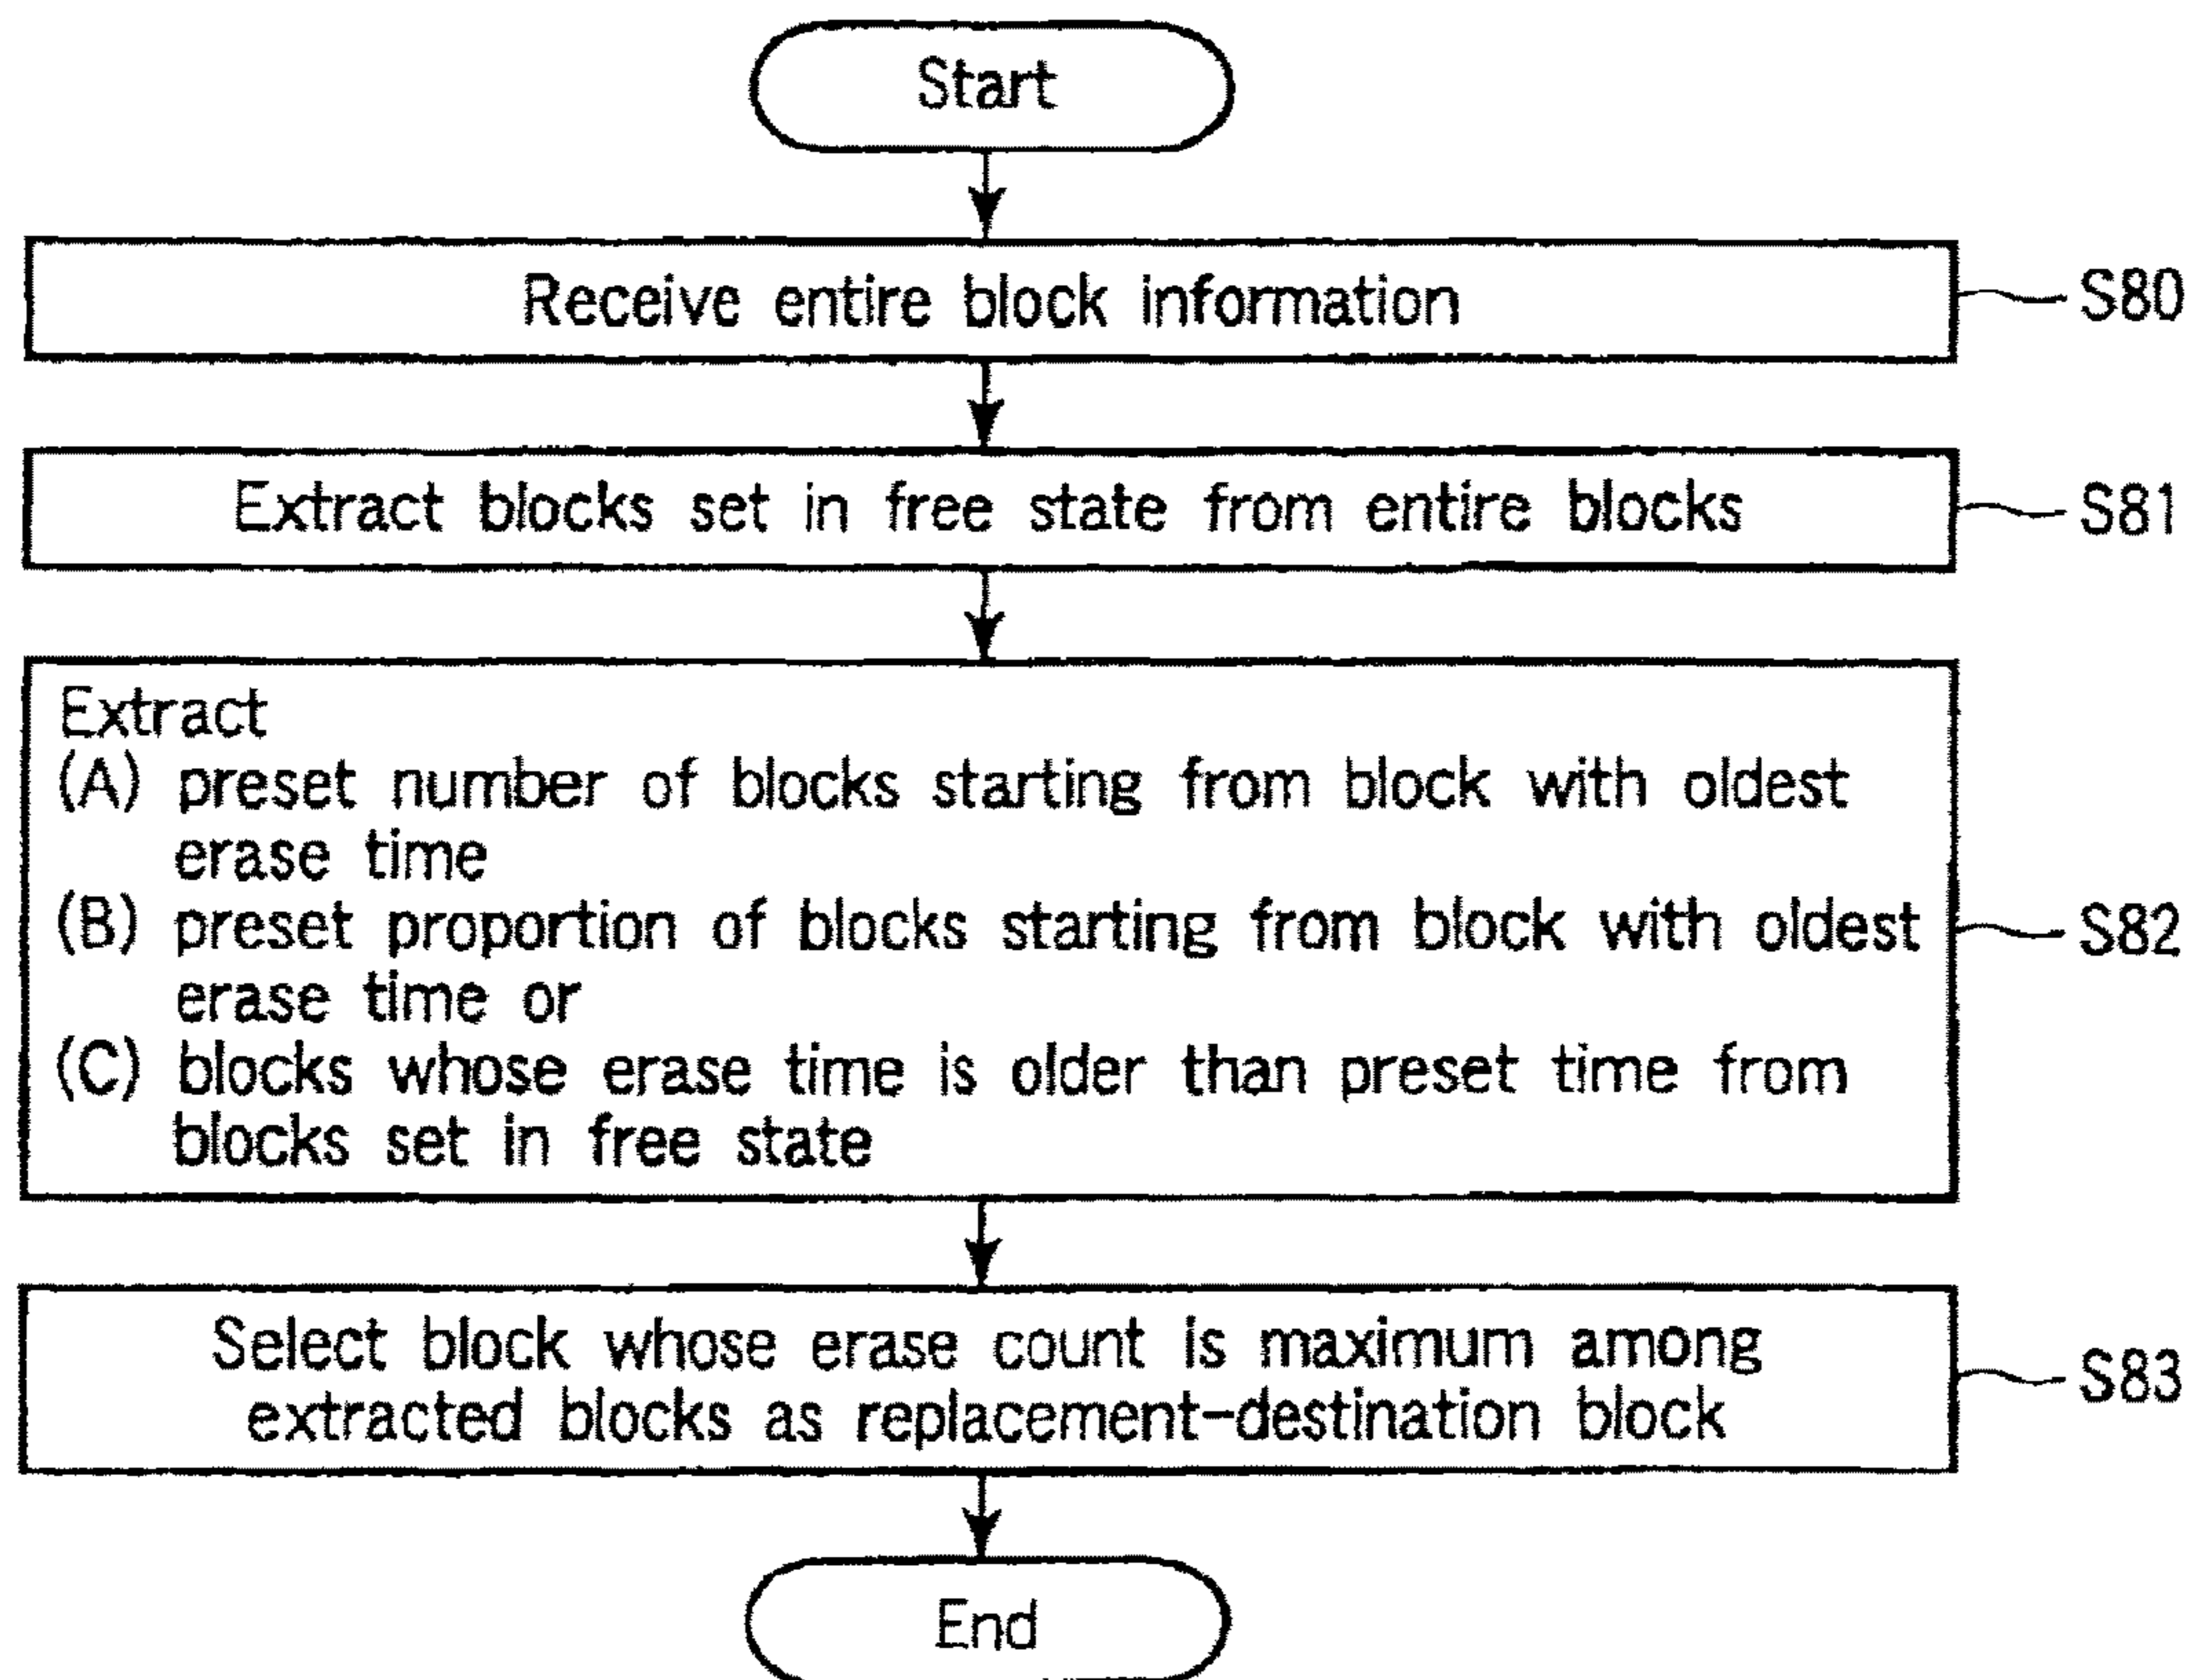 Start
Receive entire block information
S80
Extract blocks set in free state from entire blocks
S81
Extract
(A) preset number of blocks starting from block with oldest
erase time
(B) preset proportion of blocks starting from block with oldest
erase time or
(C) blocks whose erase time is older than preset time from
blocks set in free state
S82
Select block whose erase count is maximum among
extracted blocks as replacement-destination block
S83
End